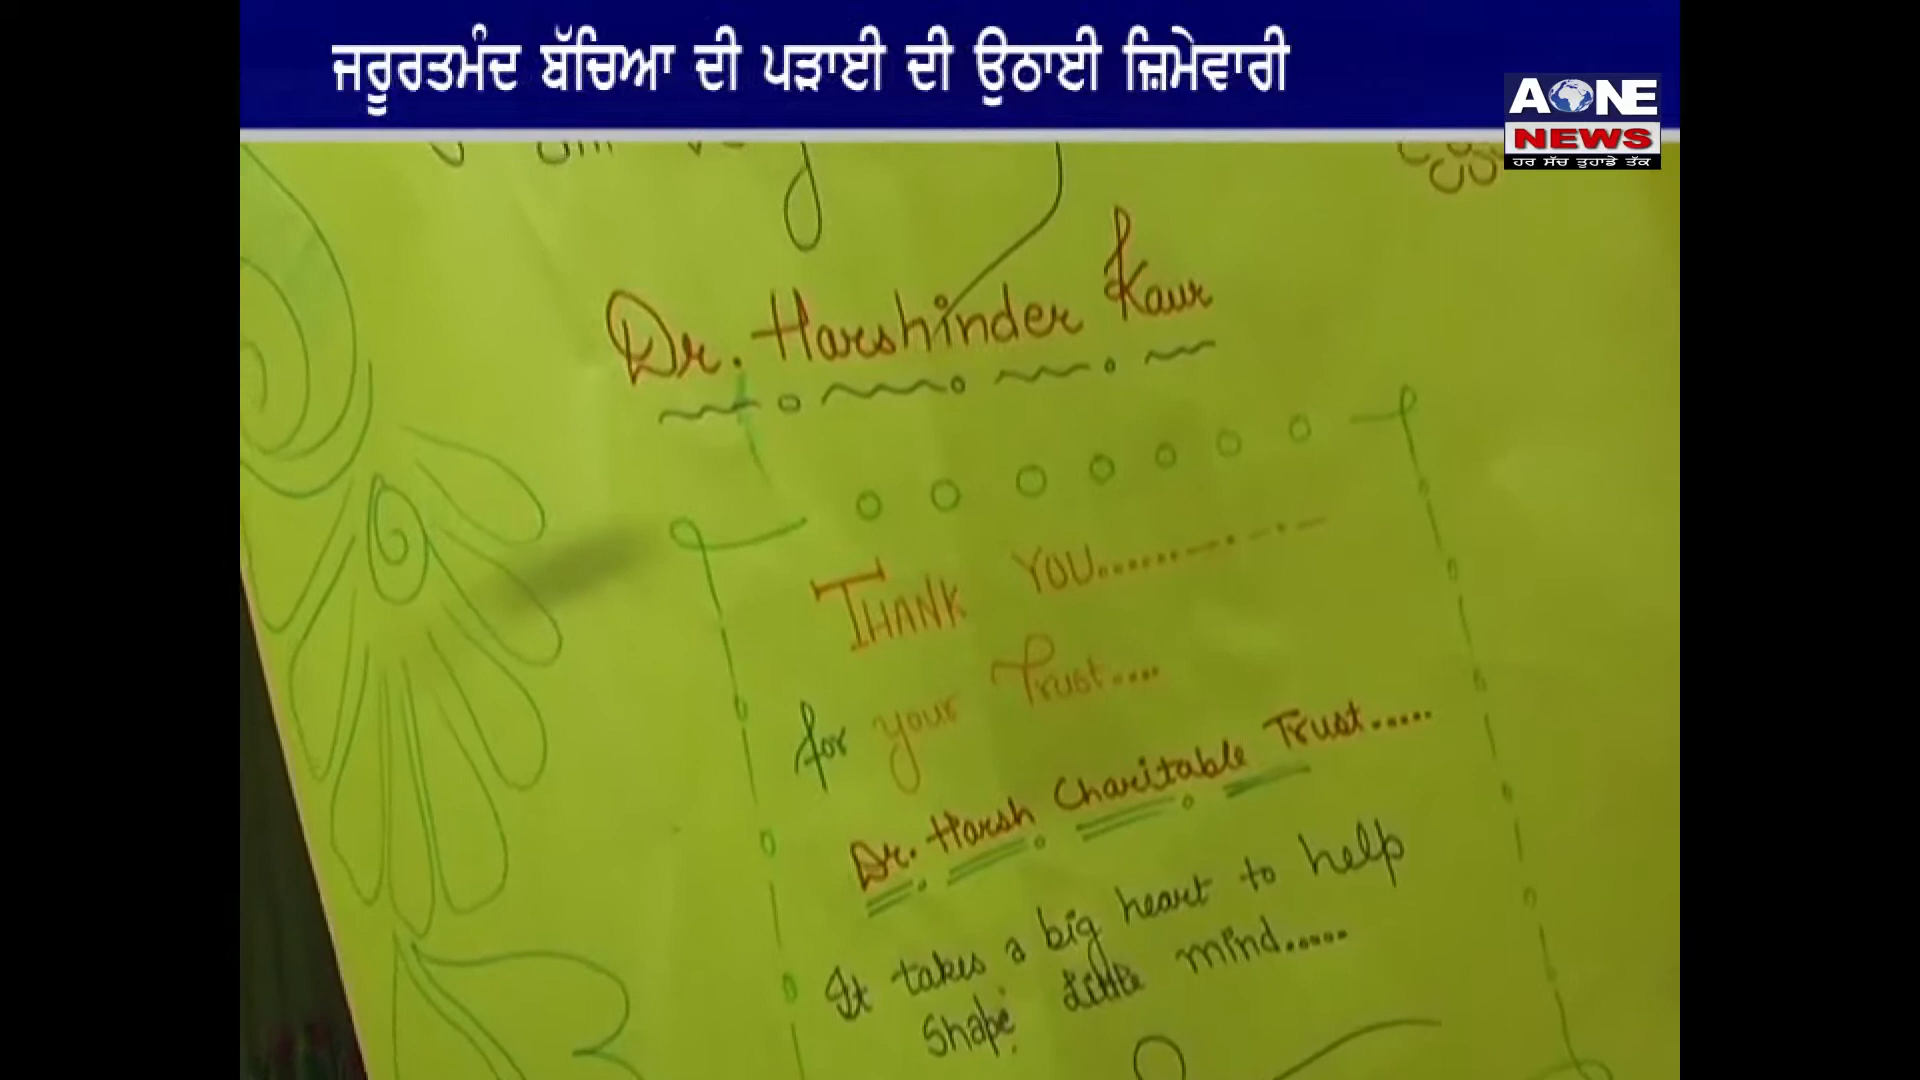 ਜਰੂਰਤਮੰਦ ਬੱਚਿਆ ਦੀ ਪੜਾਈ ਦੀ ਉਠਾਈ ਜ਼ਿਮੇਵਾਰੀ
AONE
NEWS
ਹਰ ਸੱਚ ਤੁਹਾਡੇ ਤੱਕ
Dr. Harshinder Kaur
THANK YOU..........
for your Trust....
Dr. Harsh Charitable Trust.....
It takes a big heart to help
Shape Little mind.....